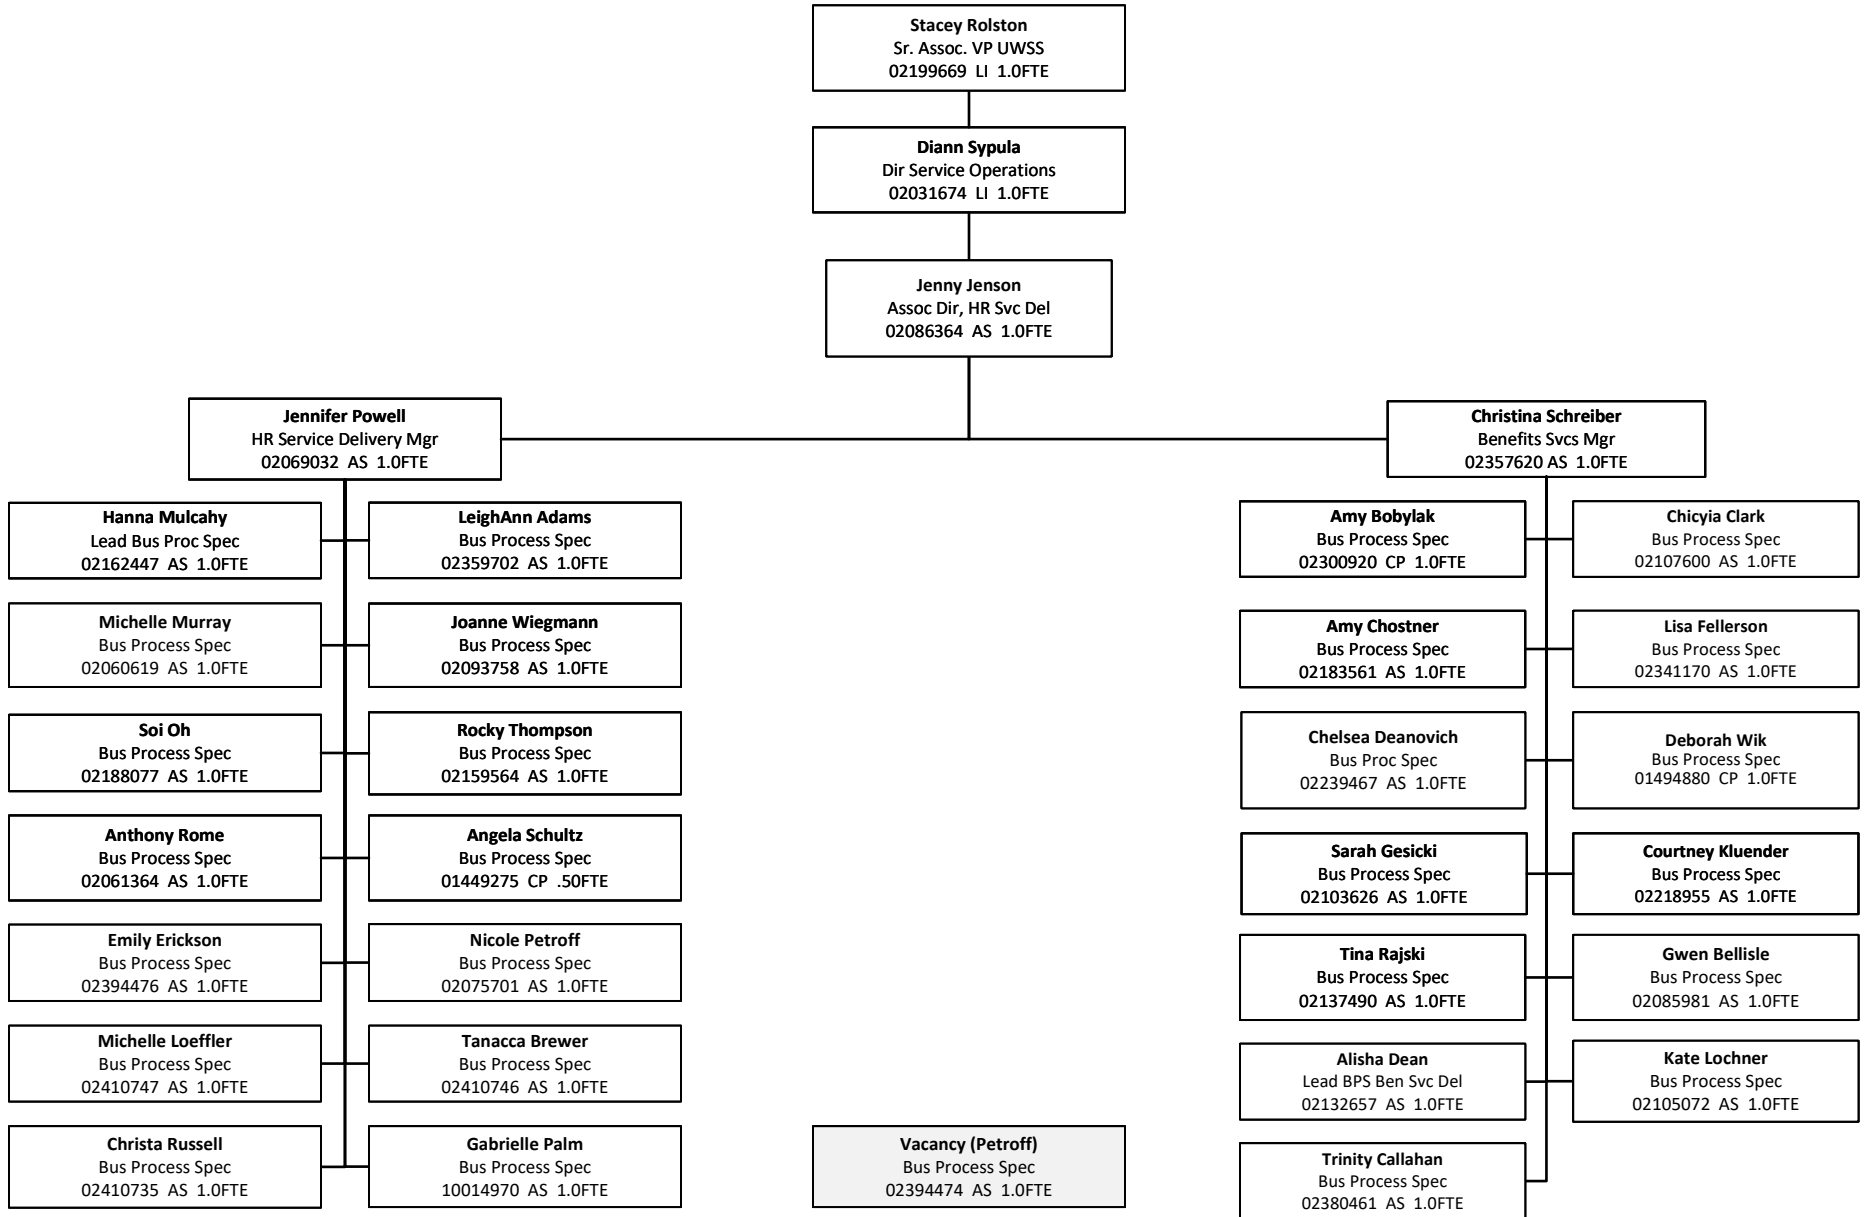 Stacey Rolston
Sr. Assoc. VP UWSS
02199669 LI 1.0FTE
Diann Sypula
Dir Service Operations
02031674 LI 1.0FTE
Jenny Jenson
Assoc Dir, HR Svc Del
02086364 AS 1.0FTE
Jennifer Powell
HR Service Delivery Mgr
02069032 AS 1.0FTE
Hanna Mulcahy
Lead Bus Proc Spec
02162447 AS 1.0FTE
LeighAnn Adams
Bus Process Spec
02359702 AS 1.0FTE
Michelle Murray
Bus Process Spec
02060619 AS 1.0FTE
Joanne Wiegmann
Bus Process Spec
02093758 AS 1.0FTE
Soi Oh
Bus Process Spec
02188077 AS 1.0FTE
Rocky Thompson
Bus Process Spec
02159564 AS 1.0FTE
Anthony Rome
Bus Process Spec
02061364 AS 1.0FTE
Angela Schultz
Bus Process Spec
01449275 CP .50FTE
Emily Erickson
Bus Process Spec
02394476 AS 1.0FTE
Nicole Petroff
Bus Process Spec
02075701 AS 1.0FTE
Michelle Loeffler
Bus Process Spec
02410747 AS 1.0FTE
Tanacca Brewer
Bus Process Spec
02410746 AS 1.0FTE
Christa Russell
Bus Process Spec
02410735 AS 1.0FTE
Gabrielle Palm
Bus Process Spec
10014970 AS 1.0FTE
Vacancy (Petroff)
Bus Process Spec
02394474 AS 1.0FTE
Christina Schreiber
Benefits Svcs Mgr
02357620 AS 1.0FTE
Amy Bobylak
Bus Process Spec
02300920 CP 1.0FTE
Chicyia Clark
Bus Process Spec
02107600 AS 1.0FTE
Amy Chostner
Bus Process Spec
02183561 AS 1.0FTE
Lisa Fellerson
Bus Process Spec
02341170 AS 1.0FTE
Chelsea Deanovich
Bus Proc Spec
02239467 AS 1.0FTE
Deborah Wik
Bus Process Spec
01494880 CP 1.0FTE
Sarah Gesicki
Bus Process Spec
02103626 AS 1.0FTE
Courtney Kluender
Bus Process Spec
02218955 AS 1.0FTE
Tina Rajski
Bus Process Spec
02137490 AS 1.0FTE
Gwen Bellisle
Bus Process Spec
02085981 AS 1.0FTE
Alisha Dean
Lead BPS Ben Svc Del
02132657 AS 1.0FTE
Kate Lochner
Bus Process Spec
02105072 AS 1.0FTE
Trinity Callahan
Bus Process Spec
02380461 AS 1.0FTE